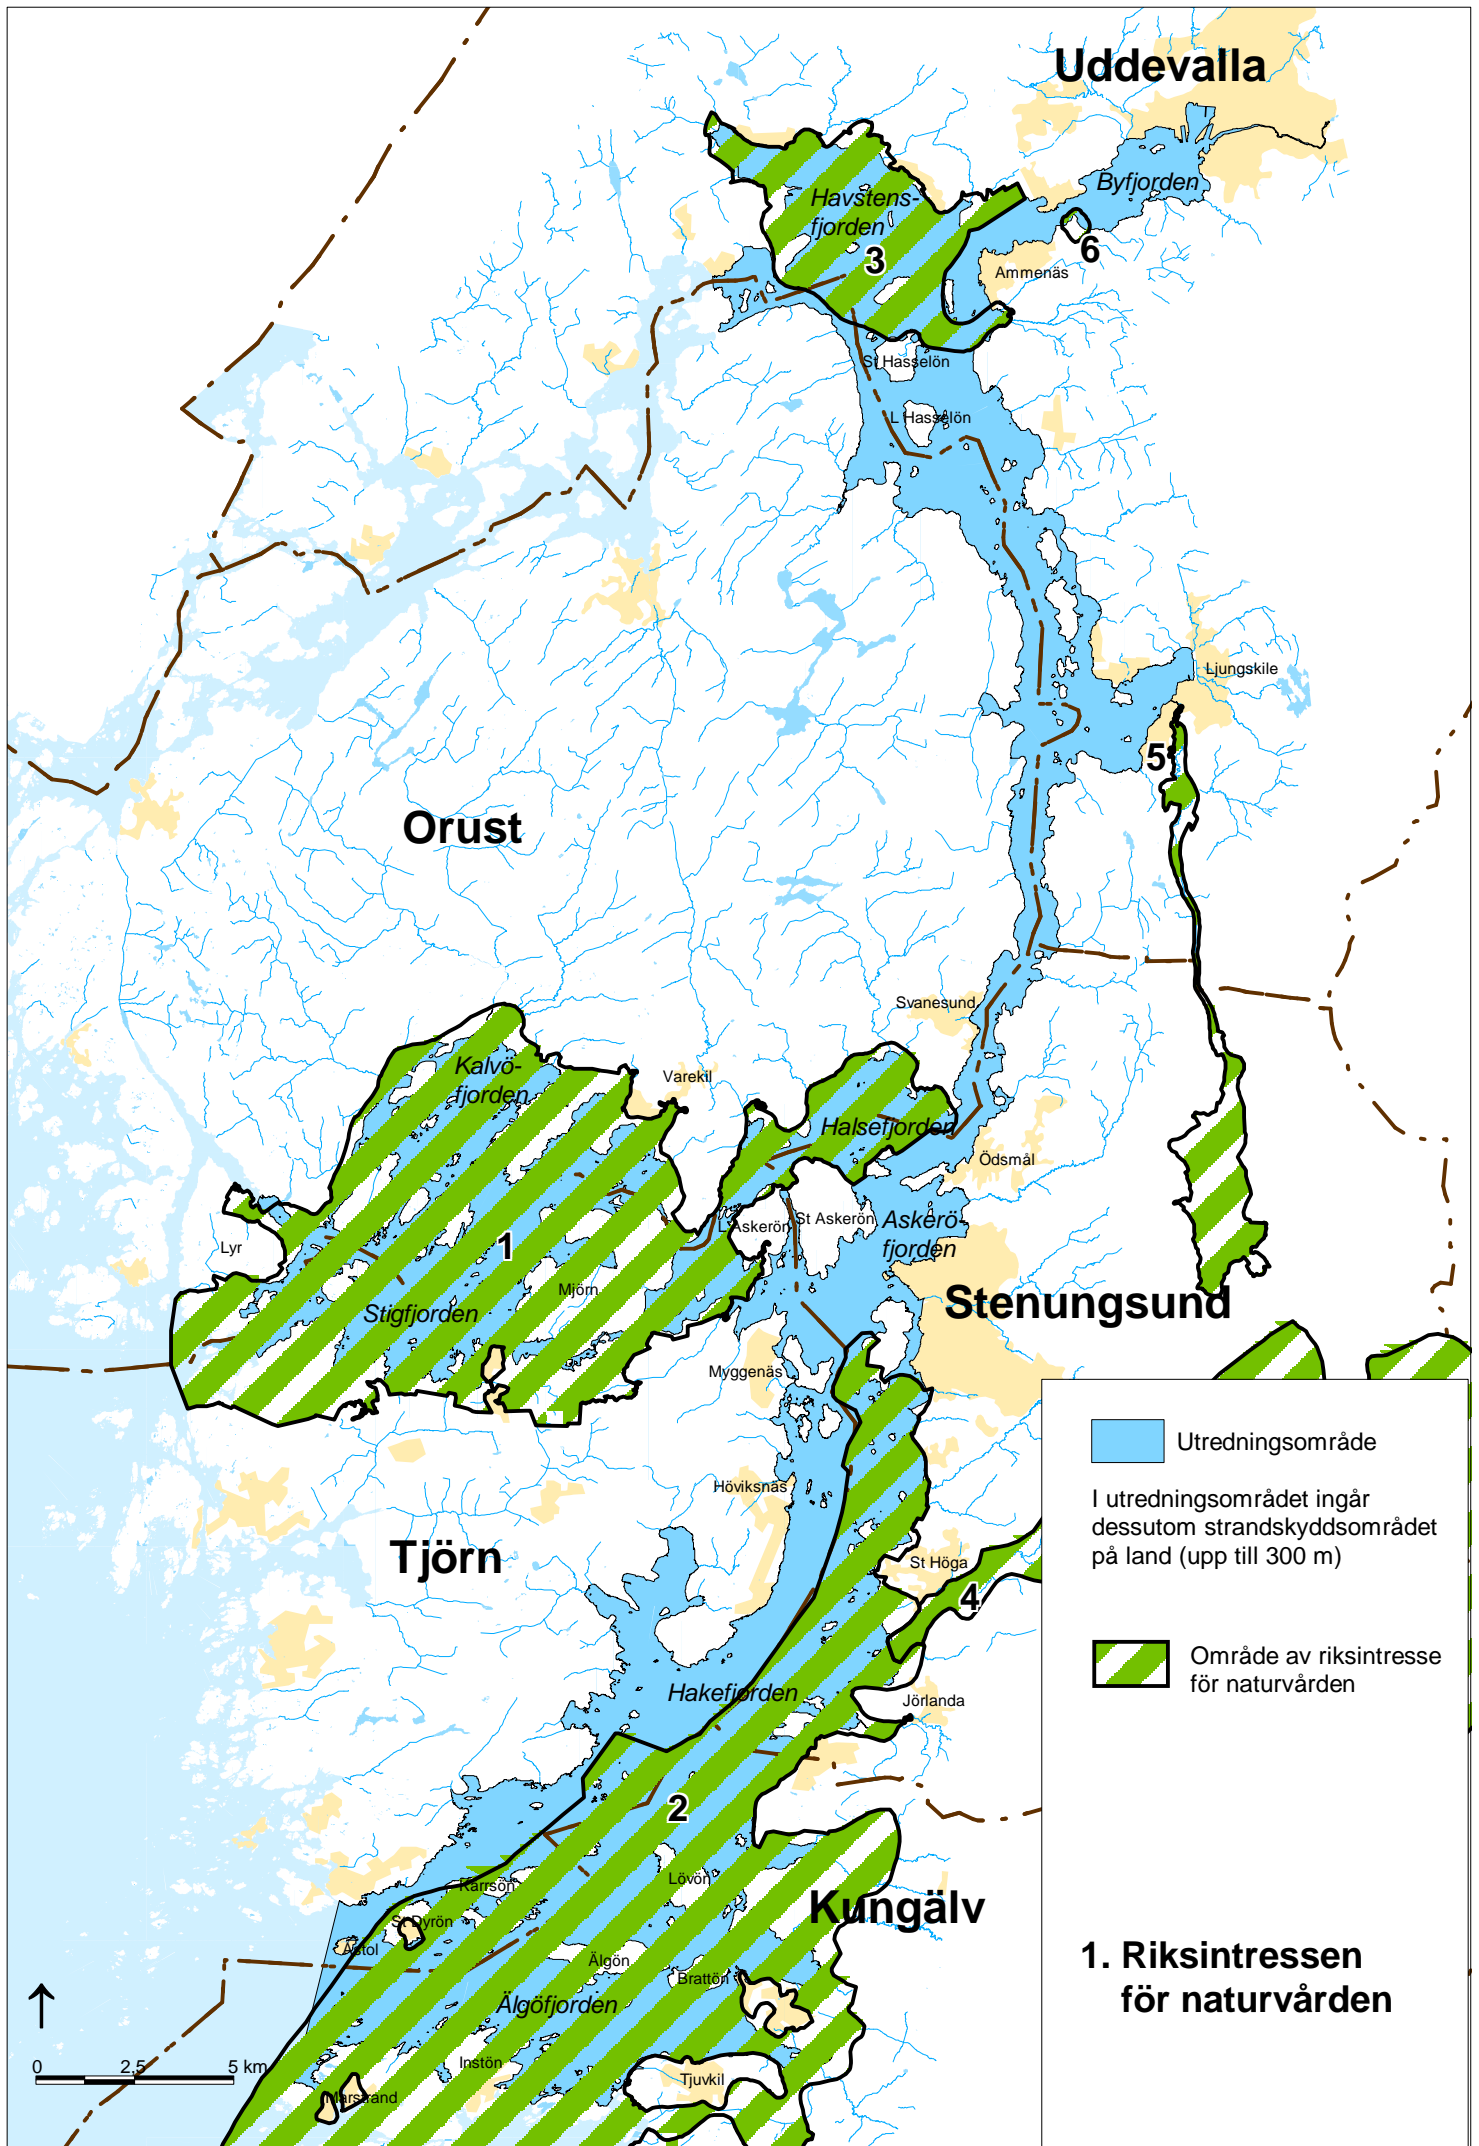 Uddevalla
Byfjorden
Havstens-
fjorden
3
6
Ammenäs
St Hasselön
L Hasselön
Ljungskile
5
Orust
Svanesund
Kalvö-
fjorden
Varekil
Halsefjorden
Ödsmål
L Askerön
St Askerön
Askerö-
fjorden
Lyr
1
Mjörn
Stigfjorden
Stenungsund
Myggenäs
Utredningsområde
I utredningsområdet ingår
dessutom strandskyddsområdet
på land (upp till 300 m)
Höviksnäs
Tjörn
St Höga
4
Område av riksintresse
för naturvården
Hakefjorden
Jörlanda
2
Lövön
Kärrsön
Kungälv
St Dyrön
Åstol
Älgön
Brattön
Älgöfjorden
1. Riksintressen
för naturvården
Instön
Tjuvkil
Marstrand
0 2,5 5 km